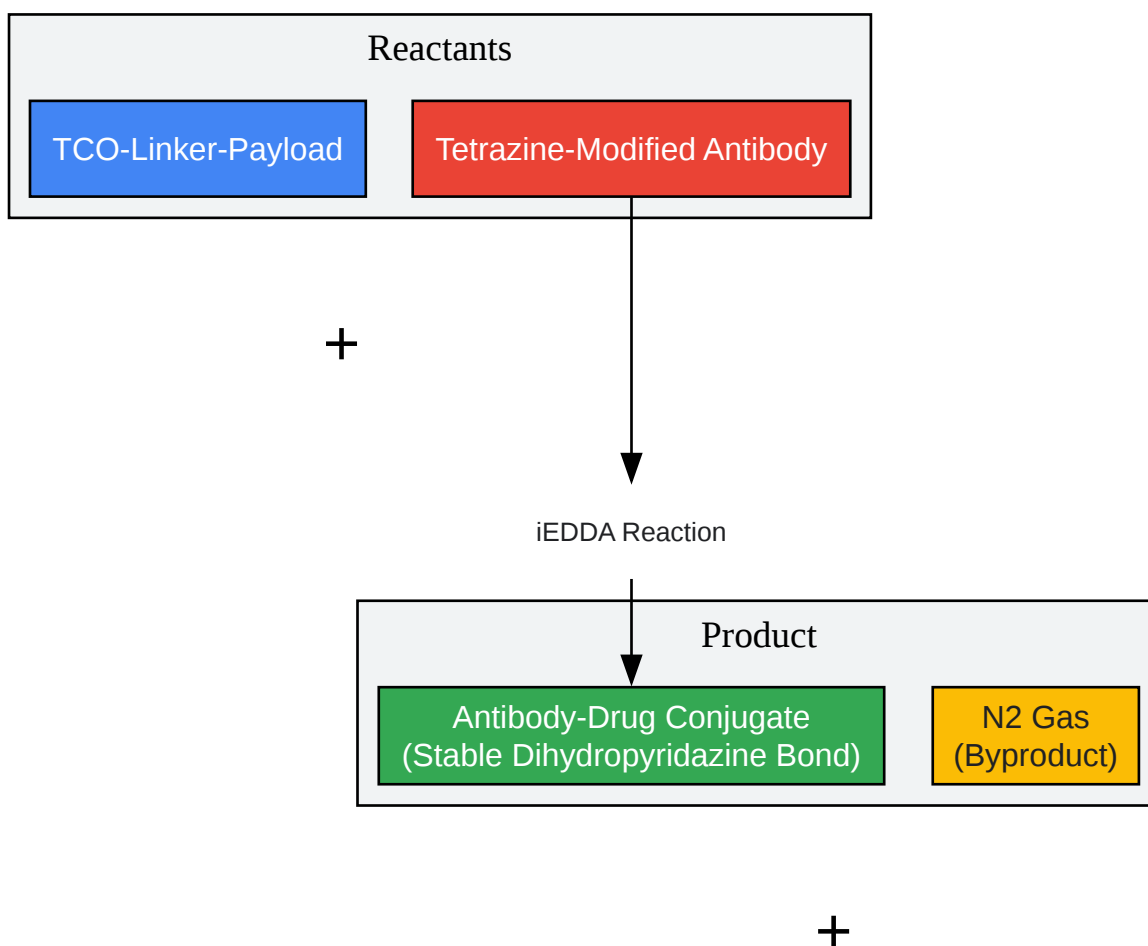 Reactants
TCO-Linker-Payload
Tetrazine-Modified Antibody
+
iEDDA Reaction
Product
Antibody-Drug Conjugate
(Stable Dihydropyridazine Bond)
N2 Gas
(Byproduct)
+